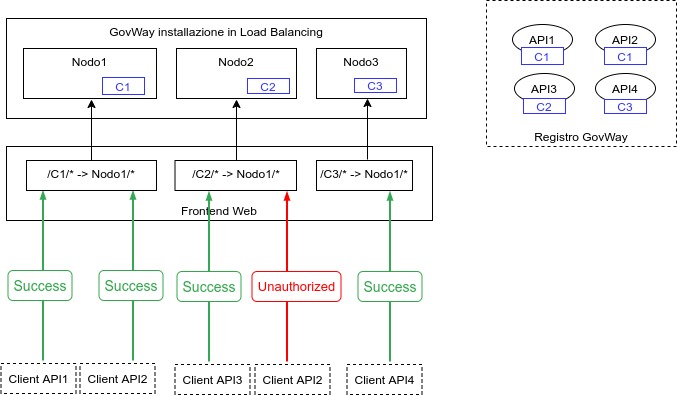 GovWay installazione in Load Balancing
Nodo1
C1
Nodo2
C2
Nodo3
C3
API1
C1
API2
C1
API3
C2
API4
C3
Registro GovWay
/C1/* -> Nodo1/*
/C2/* -> Nodo1/*
/C3/* -> Nodo1/*
Frontend Web
Success
Success
Success
Unauthorized
Success
Client API1
Client API2
Client API3
Client API2
Client API4